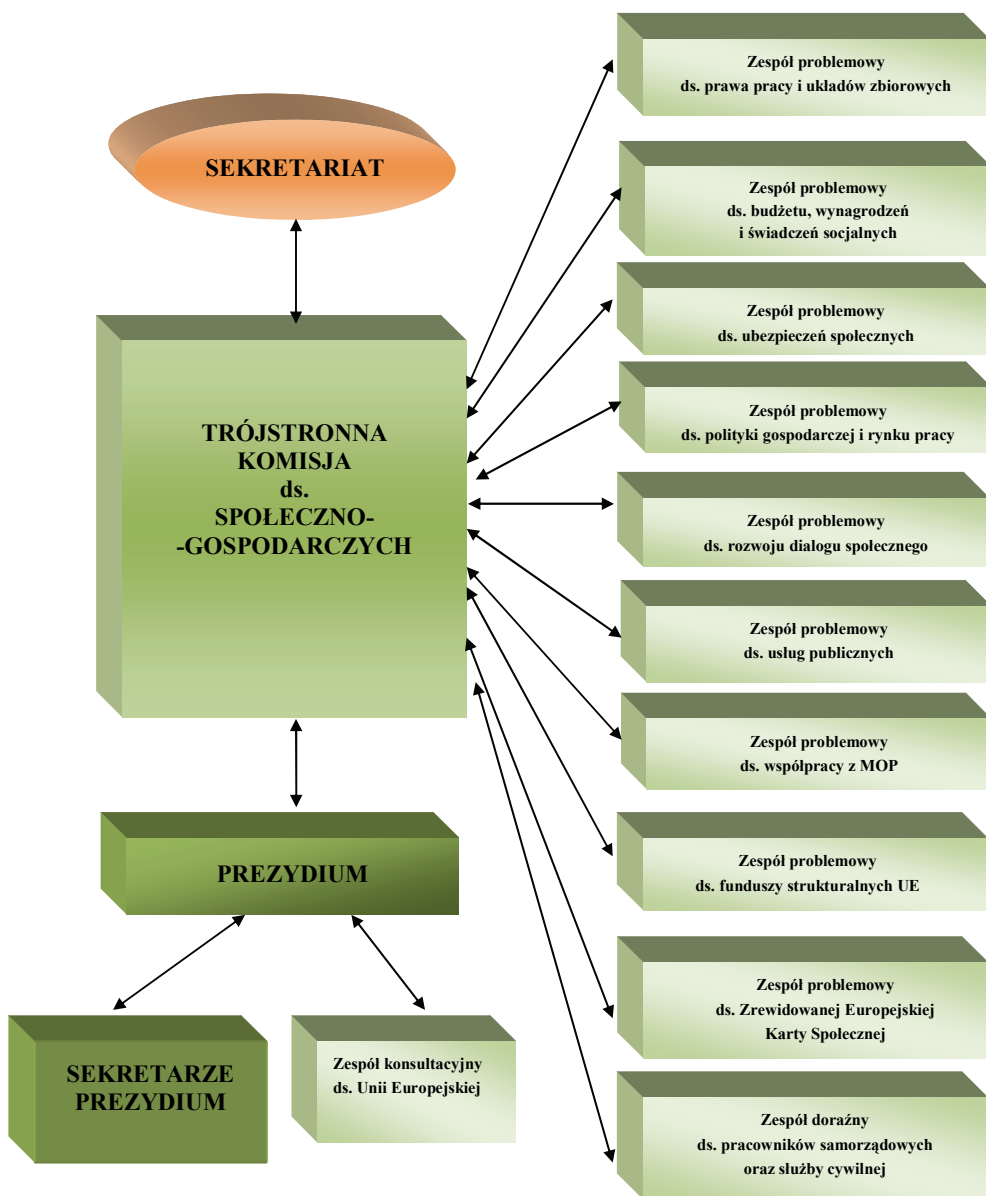 SEKRETARIAT
TRÓJSTRONNA
KOMISJA
ds.
SPOŁECZNO-
-GOSPODARCZYCH
PREZYDIUM
SEKRETARZE
PREZYDIUM
Zespół konsultacyjny
ds. Unii Europejskiej
Zespół problemowy
ds. prawa pracy i układów zbiorowych
Zespół problemowy
ds. budżetu, wynagrodzeń
i świadczeń socjalnych
Zespół problemowy
ds. ubezpieczeń społecznych
Zespół problemowy
ds. polityki gospodarczej i rynku pracy
Zespół problemowy
ds. rozwoju dialogu społecznego
Zespół problemowy
ds. usług publicznych
Zespół problemowy
ds. współpracy z MOP
Zespół problemowy
ds. funduszy strukturalnych UE
Zespół problemowy
ds. Zrewidowanej Europejskiej
Karty Społecznej
Zespół doraźny
ds. pracowników samorządowych
oraz służby cywilnej